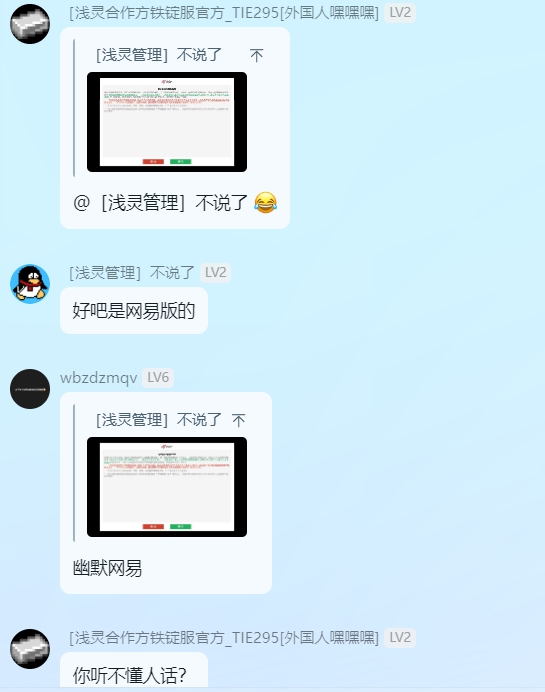 [浅灵合作方铁锭服官方_TIE295[外国人嘿嘿嘿] LV2
[浅灵管理] 不说了
@ [浅灵管理] 不说了
[浅灵管理] 不说了 LV2
好吧是网易版的
wbzdzmqv LV6
[浅灵管理] 不说了
幽默网易
[浅灵合作方铁锭服官方_TIE295[外国人嘿嘿嘿] LV2
你听不懂人话?